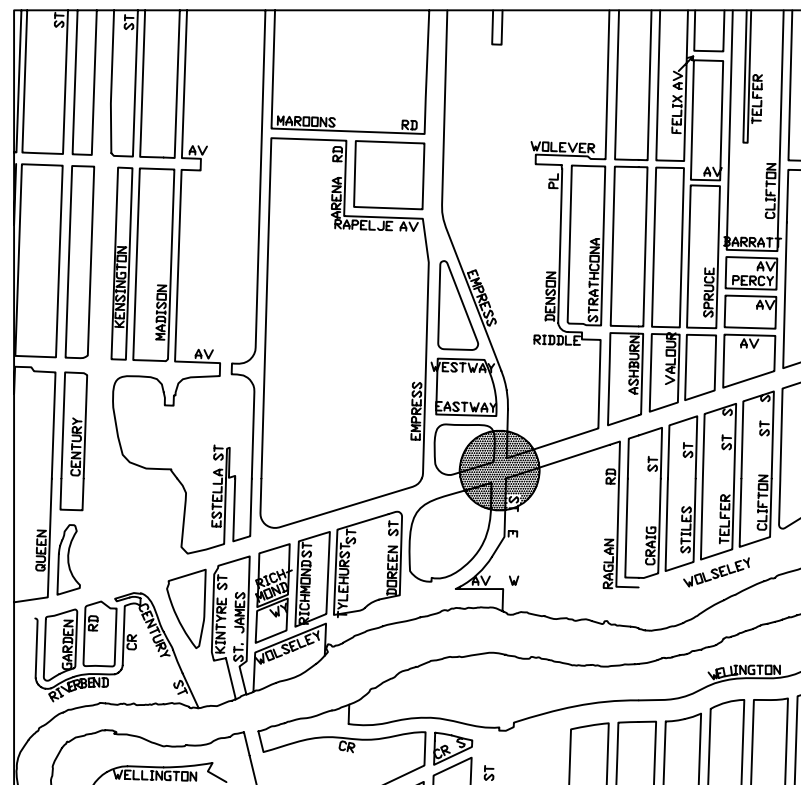 ST
ST
FELIX AV
TELFER
MAROONS RD
AV
ARENA RD
WOLEVER
PL
AV
CLIFTON
RAPELJE AV
BARRATT
AV
PERCY
AV
KENSINGTON
MADISON
EMPRESS
DENSON
STRATHCONA
SPRUCE
RIDDLE
AV
AV
WESTWAY
ASHBURN
VALOUR
EASTWAY
EMPRESS
CENTURY
ESTELLA ST
QUEEN
RAGLAN RD
CRAIG ST
STILES ST
TELFER ST S
CLIFTON ST S
ST
E
AV W
WOLSELEY
DOREEN ST
TYLEHURST ST
RICHMOND ST
RICH-
MOND
WY
KINTYRE ST
ST. JAMES
WOLSELEY
GARDEN
RD
CR
CENTURY
ST
RIVERBEND
WELLINGTON
CR
CR S
ST
WELLINGTON